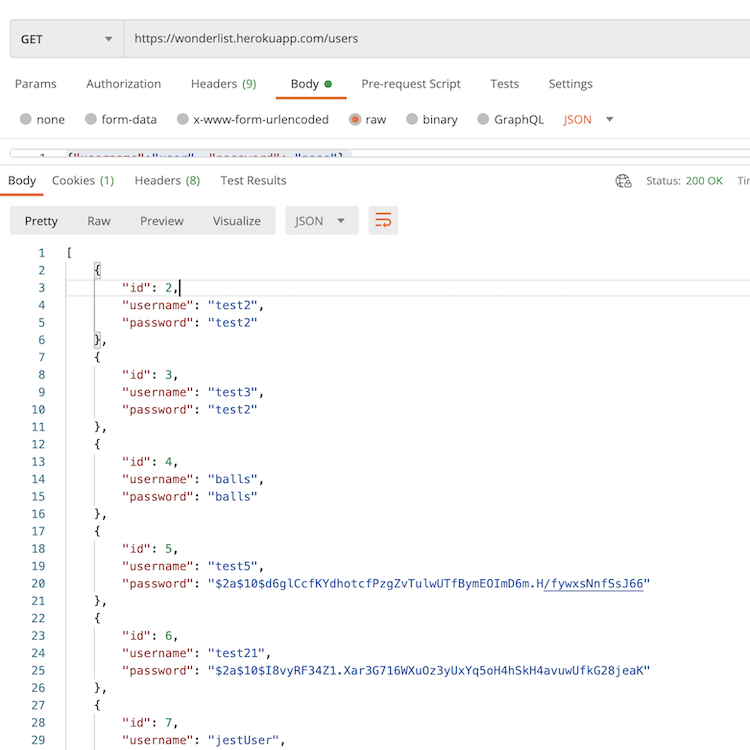 GET https://wonderlist.herokuapp.com/users
Params Authorization Headers (9) Body Pre-request Script Tests Settings
none form-data x-www-form-urlencoded raw binary GraphQL JSON
Body Cookies (1) Headers (8) Test Results Status: 200 OK
Pretty Raw Preview Visualize JSON
1 [
2 {
3 "id": 2,
4 "username": "test2",
5 "password": "test2"
6 },
7 {
8 "id": 3,
9 "username": "test3",
10 "password": "test2"
11 },
12 {
13 "id": 4,
14 "username": "balls",
15 "password": "balls"
16 },
17 {
18 "id": 5,
19 "username": "test5",
20 "password": "$2a$10$d6glCcfKYdhotcfPzgZvTulwUTfBymEOImD6m.H/fywxsNnfSsJ66"
21 },
22 {
23 "id": 6,
24 "username": "test21",
25 "password": "$2a$10$I8vyRF34Z1.Xar3G716WXuOz3yUxYq5oH4hSkH4avuwUfkG28jeaK"
26 },
27 {
28 "id": 7,
29 "username": "jestUser",